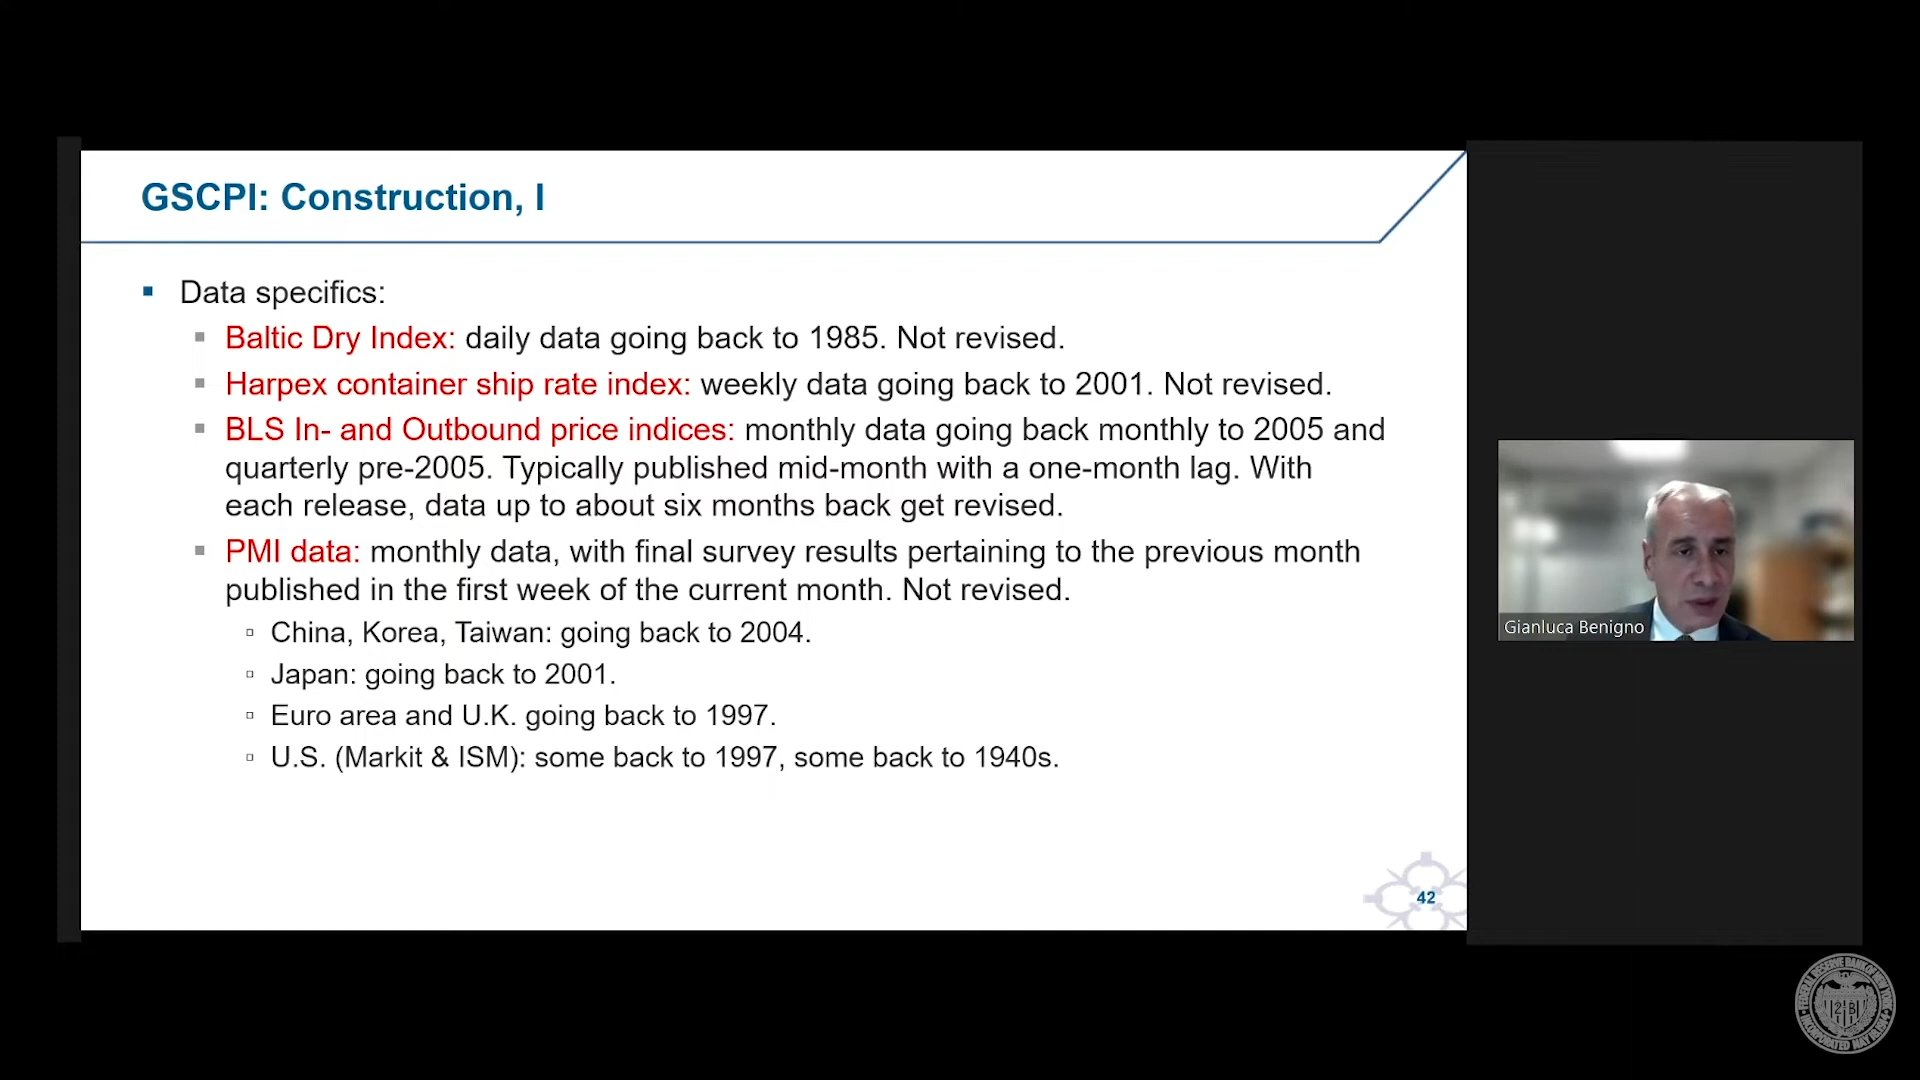 GSCPI: Construction, I
Data specifics:
Baltic Dry Index: daily data going back to 1985. Not revised.
Harpex container ship rate index: weekly data going back to 2001. Not revised.
BLS In- and Outbound price indices: monthly data going back monthly to 2005 and
quarterly pre-2005. Typically published mid-month with a one-month lag. With
each release, data up to about six months back get revised.
PMI data: monthly data, with final survey results pertaining to the previous month
published in the first week of the current month. Not revised.
China, Korea, Taiwan: going back to 2004.
Japan: going back to 2001.
Euro area and U.K. going back to 1997.
U.S. (Markit & ISM): some back to 1997, some back to 1940s.
42
Gianluca Benigno
FEDERAL RESERVE BANK OF NEW YORK